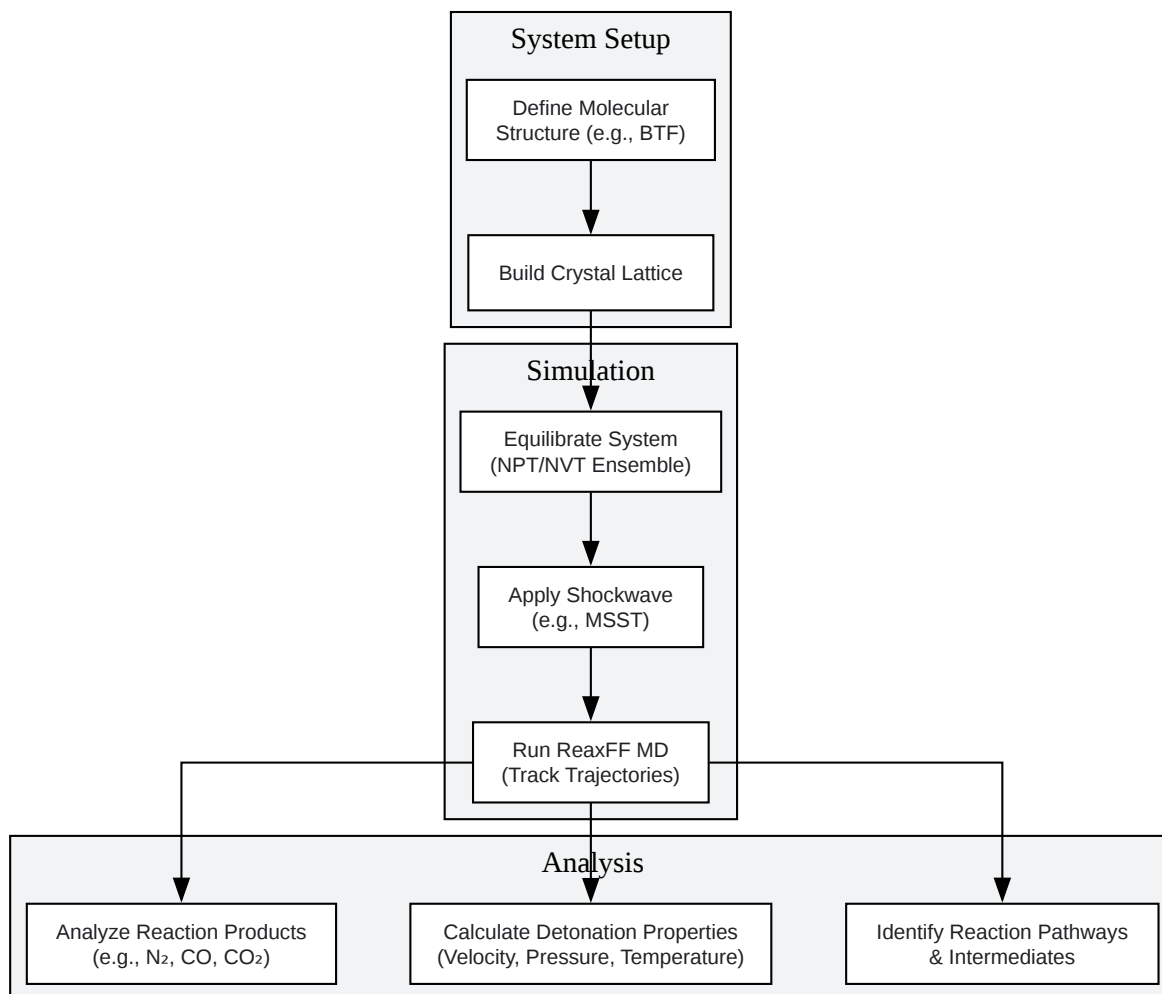 System Setup
Define Molecular
Structure (e.g., BTF)
Build Crystal Lattice
Simulation
Equilibrate System
(NPT/NVT Ensemble)
Apply Shockwave
(e.g., MSST)
Run ReaxFF MD
(Track Trajectories)
Analysis
Analyze Reaction Products
(e.g., N₂, CO, CO₂)
Calculate Detonation Properties
(Velocity, Pressure, Temperature)
Identify Reaction Pathways
& Intermediates